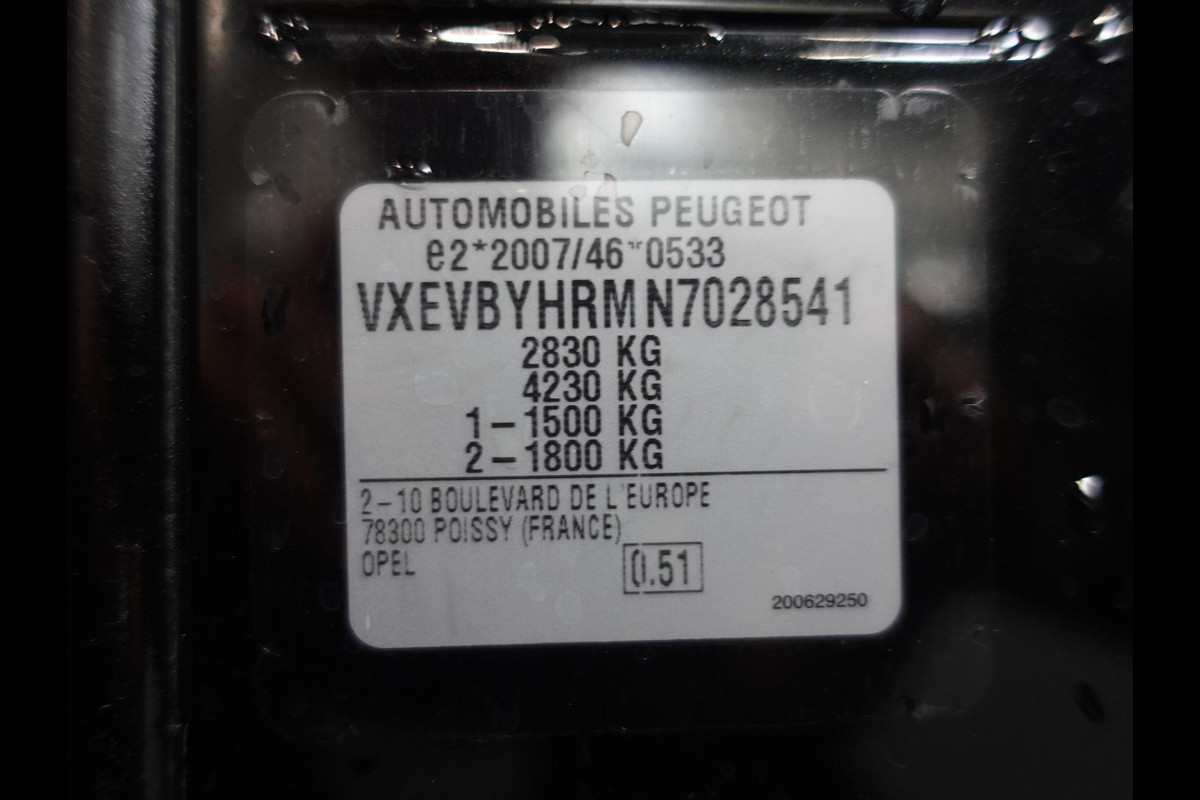 AUTOMOBILES PEUGEOT
e2*2007/46*0533
VXEVBYHRMN7028541
2830 KG
4230 KG
1-1500 KG
2-1800 KG
2-10 BOULEVARD DE L'EUROPE
78300 POISSY (FRANCE)
OPEL
0.51
200629250